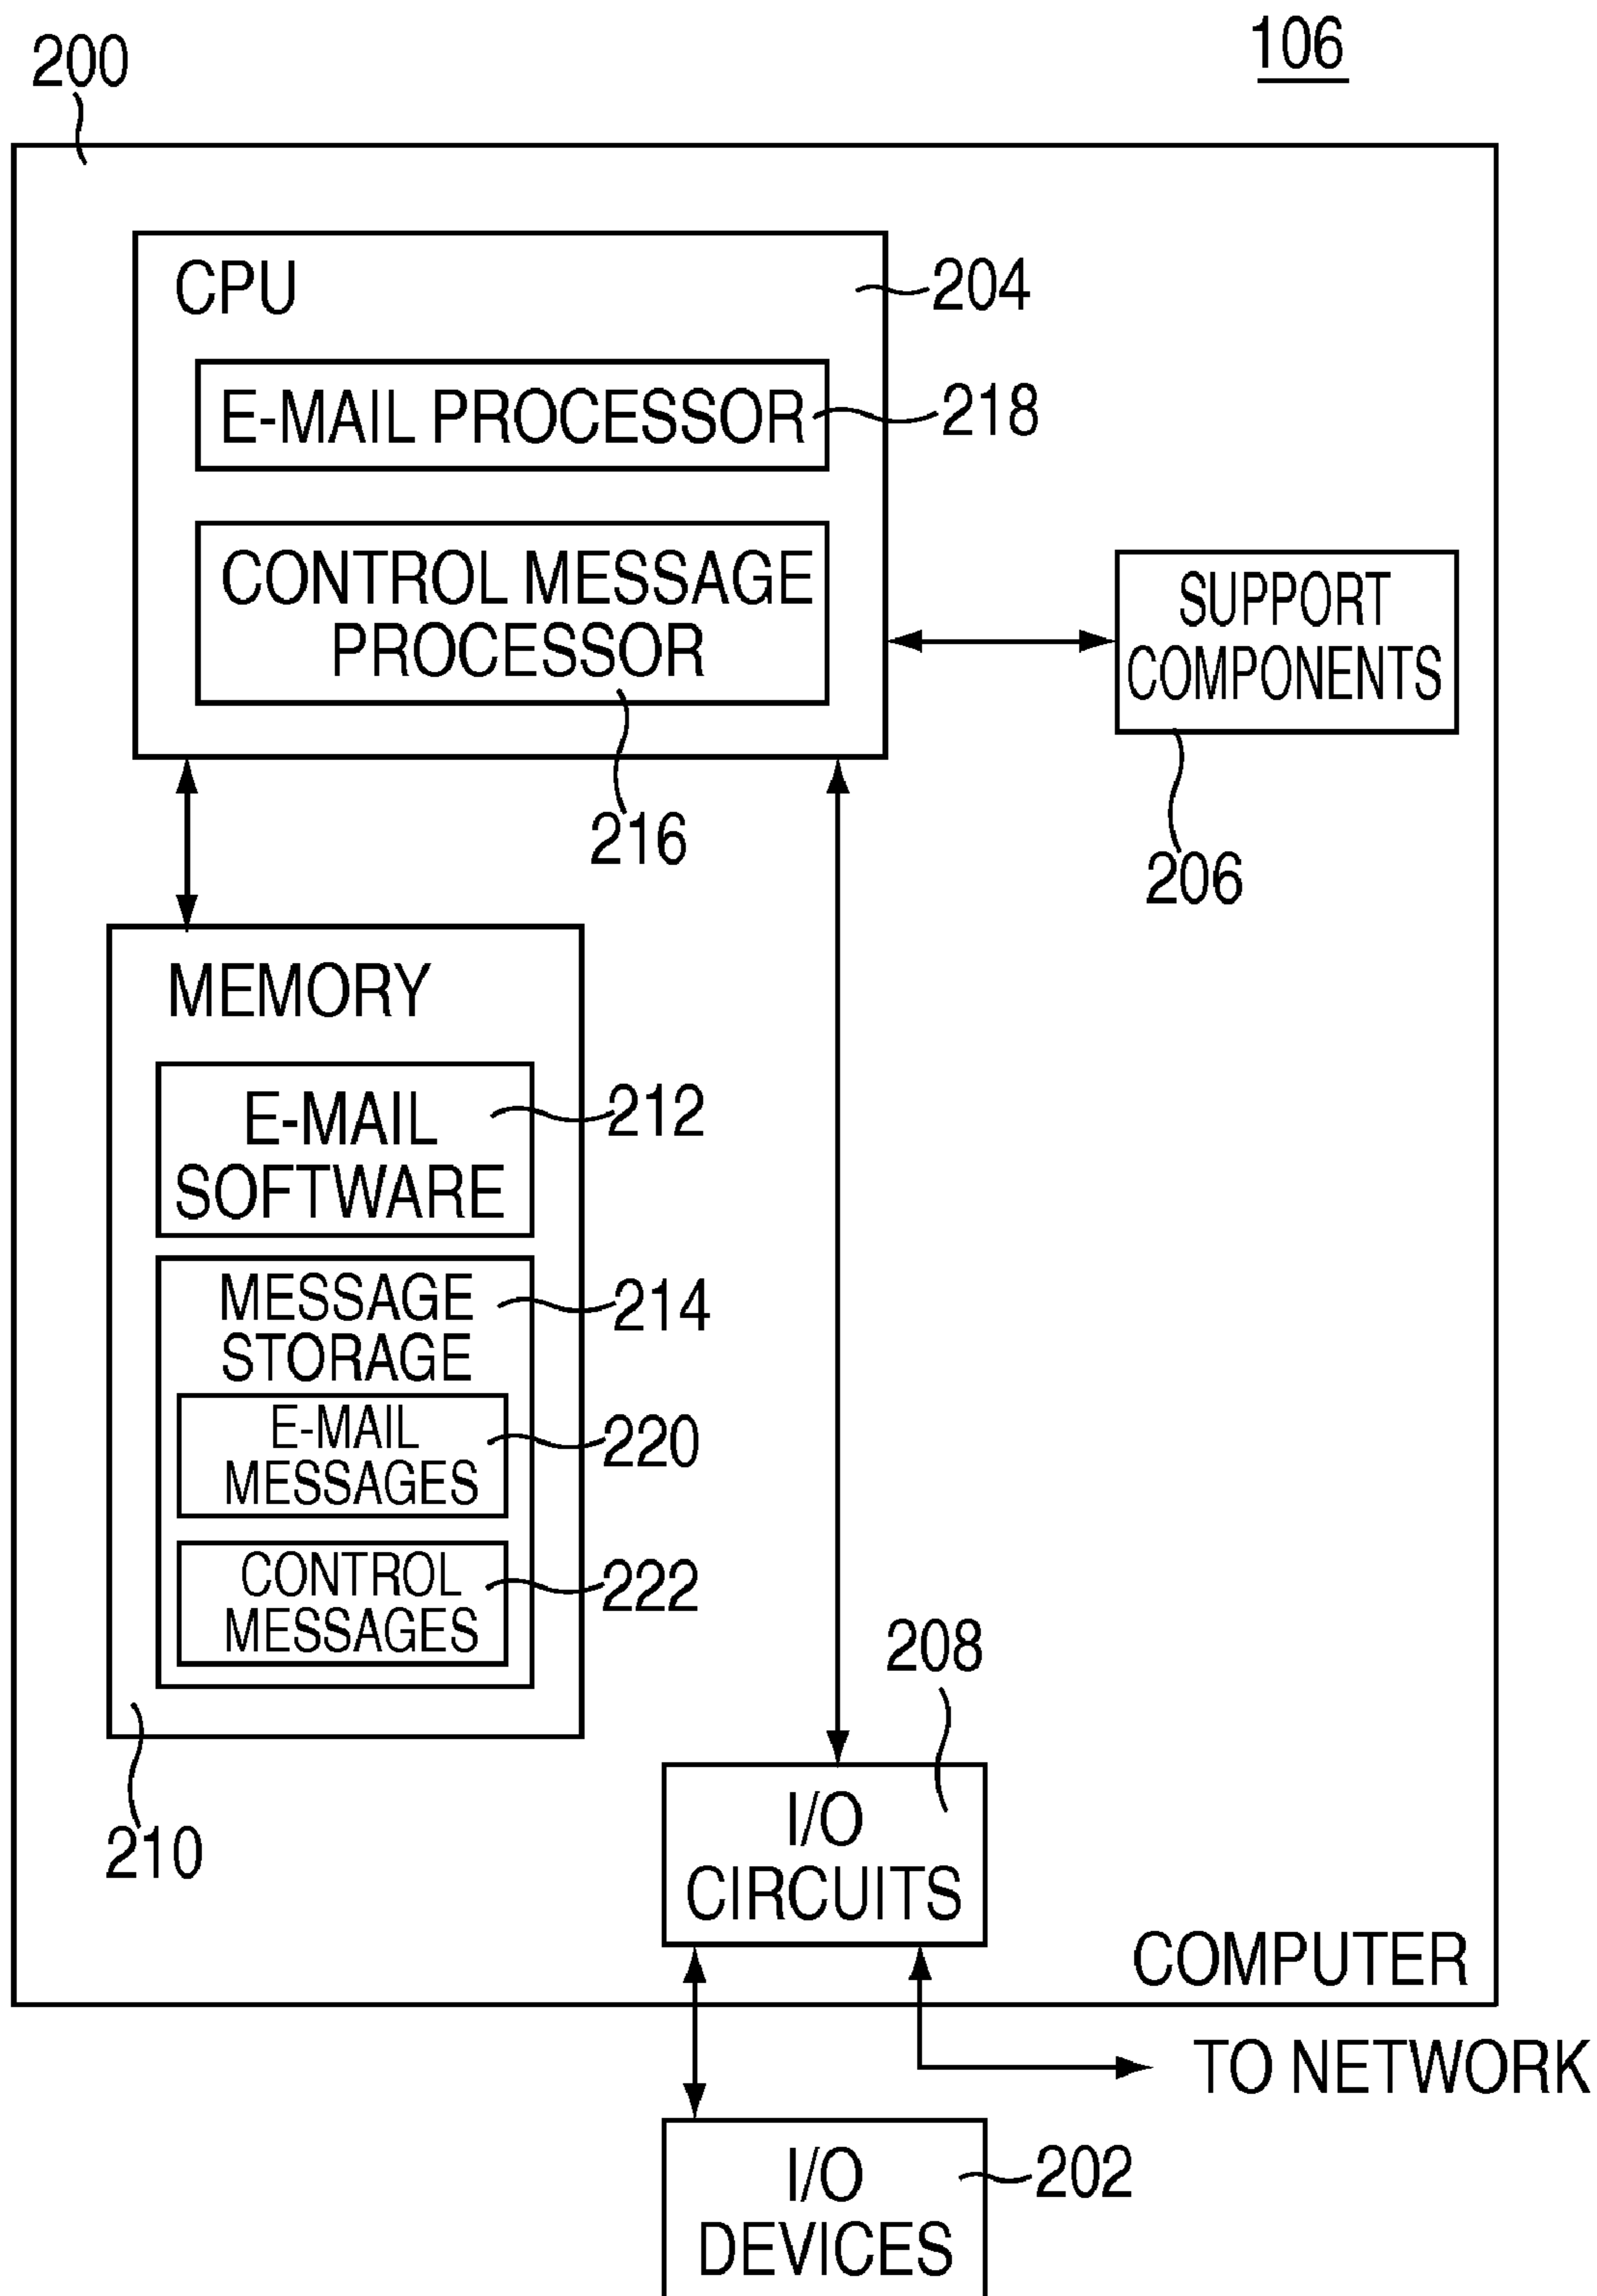 106
200
CPU
204
E-MAIL PROCESSOR
218
CONTROL MESSAGE
PROCESSOR
216
SUPPORT
COMPONENTS
206
MEMORY
E-MAIL
SOFTWARE
212
MESSAGE
STORAGE
214
E-MAIL
MESSAGES
220
CONTROL
MESSAGES
222
210
208
I/O
CIRCUITS
COMPUTER
TO NETWORK
I/O
DEVICES
202